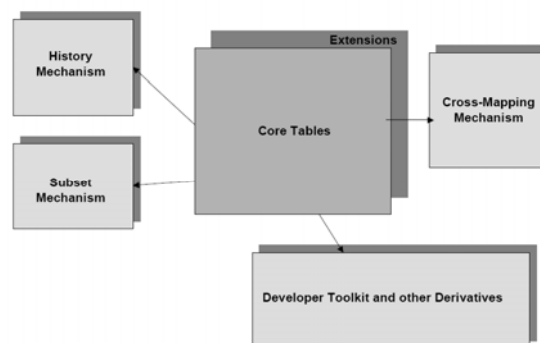 History
Mechanism
Extensions
Core Tables
Cross-Mapping
Mechanism
Subset
Mechanism
Developer Toolkit and other Derivatives